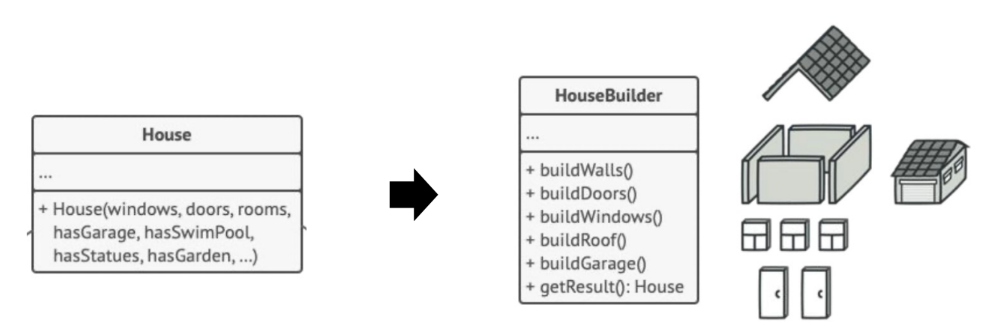 House
...
+ House(windows, doors, rooms,
hasGarage, hasSwimPool,
hasStatues, hasGarden, ...)
HouseBuilder
...
+ buildWalls()
+ buildDoors()
+ buildWindows()
+ buildRoof()
+ buildGarage()
+ getResult(): House